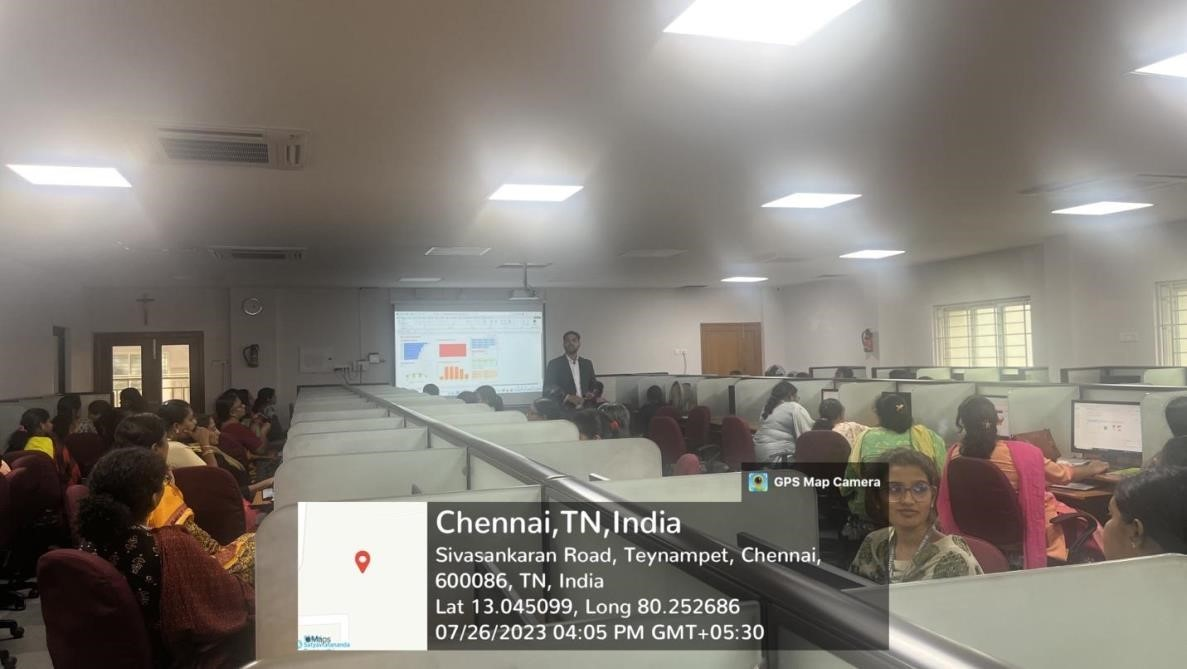 GPS Map Camera
Chennai,TN,India
Sivasankaran Road, Teynampet, Chennai,
600086, TN, India
Lat 13.045099, Long 80.252686
07/26/2023 04:05 PM GMT+05:30
Maps